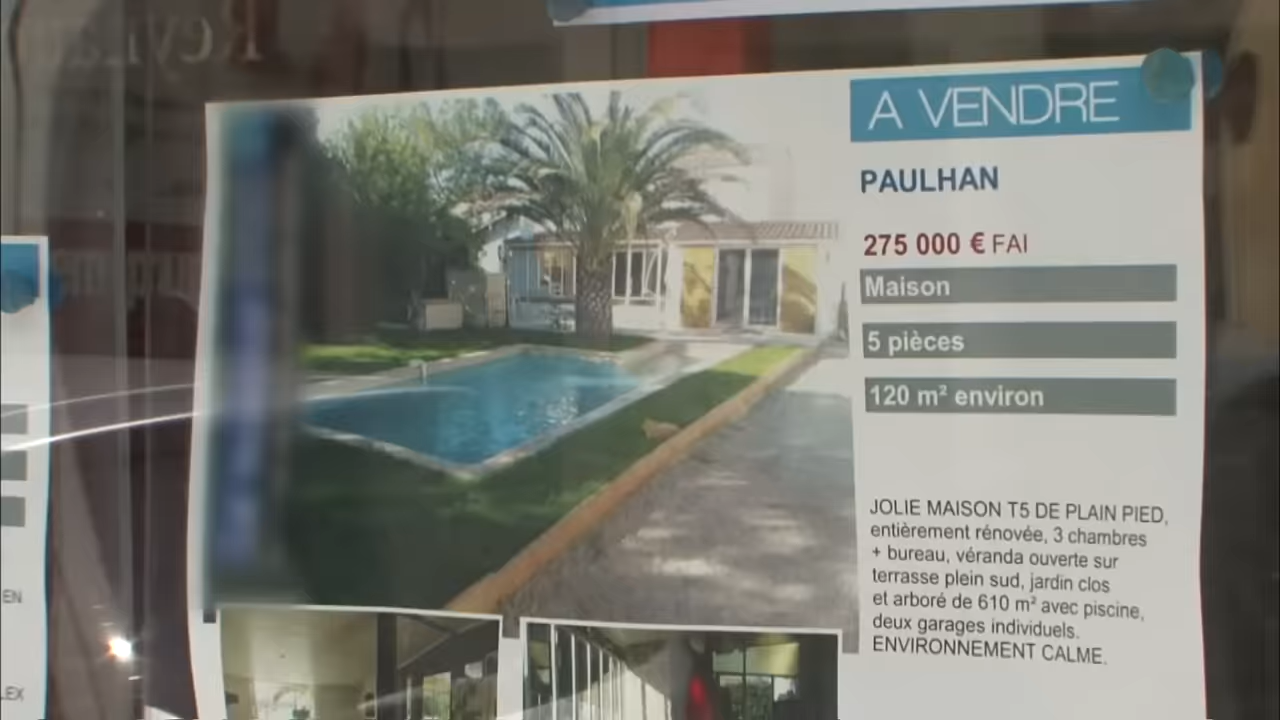 A VENDRE
PAULHAN
275 000 € FAI
Maison
5 pièces
120 m² environ
JOLIE MAISON T5 DE PLAIN PIED,
entièrement rénovée, 3 chambres
+ bureau, véranda ouverte sur
terrasse plein sud, jardin clos
et arboré de 610 m² avec piscine,
deux garages individuels.
ENVIRONNEMENT CALME.
EN
LEX